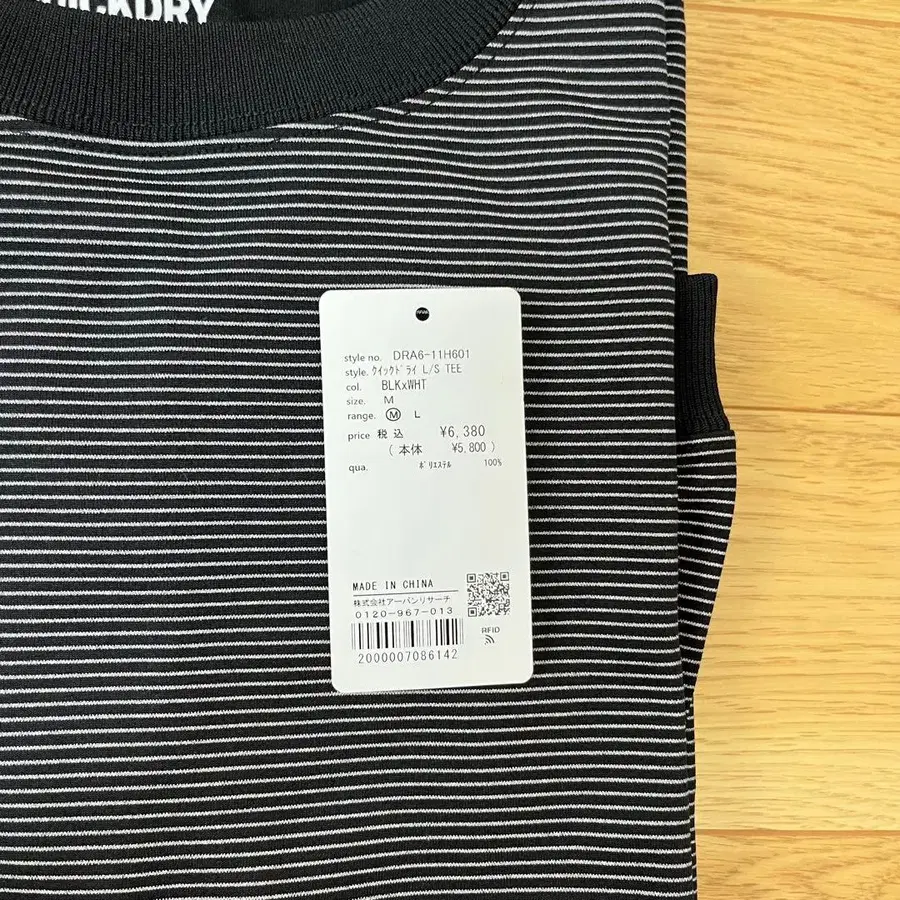 QUICKDRY
style no. DRA6-11H601
style. クイックドライ L/S TEE
col. BLKxWHT
size. M
range. Ⓜ L
price 税込 ¥6,380
(本体 ¥5,800)
qua. ポリエステル 100%
MADE IN CHINA
株式会社アーバンリサーチ
0120-967-013
RFID
2000007086142